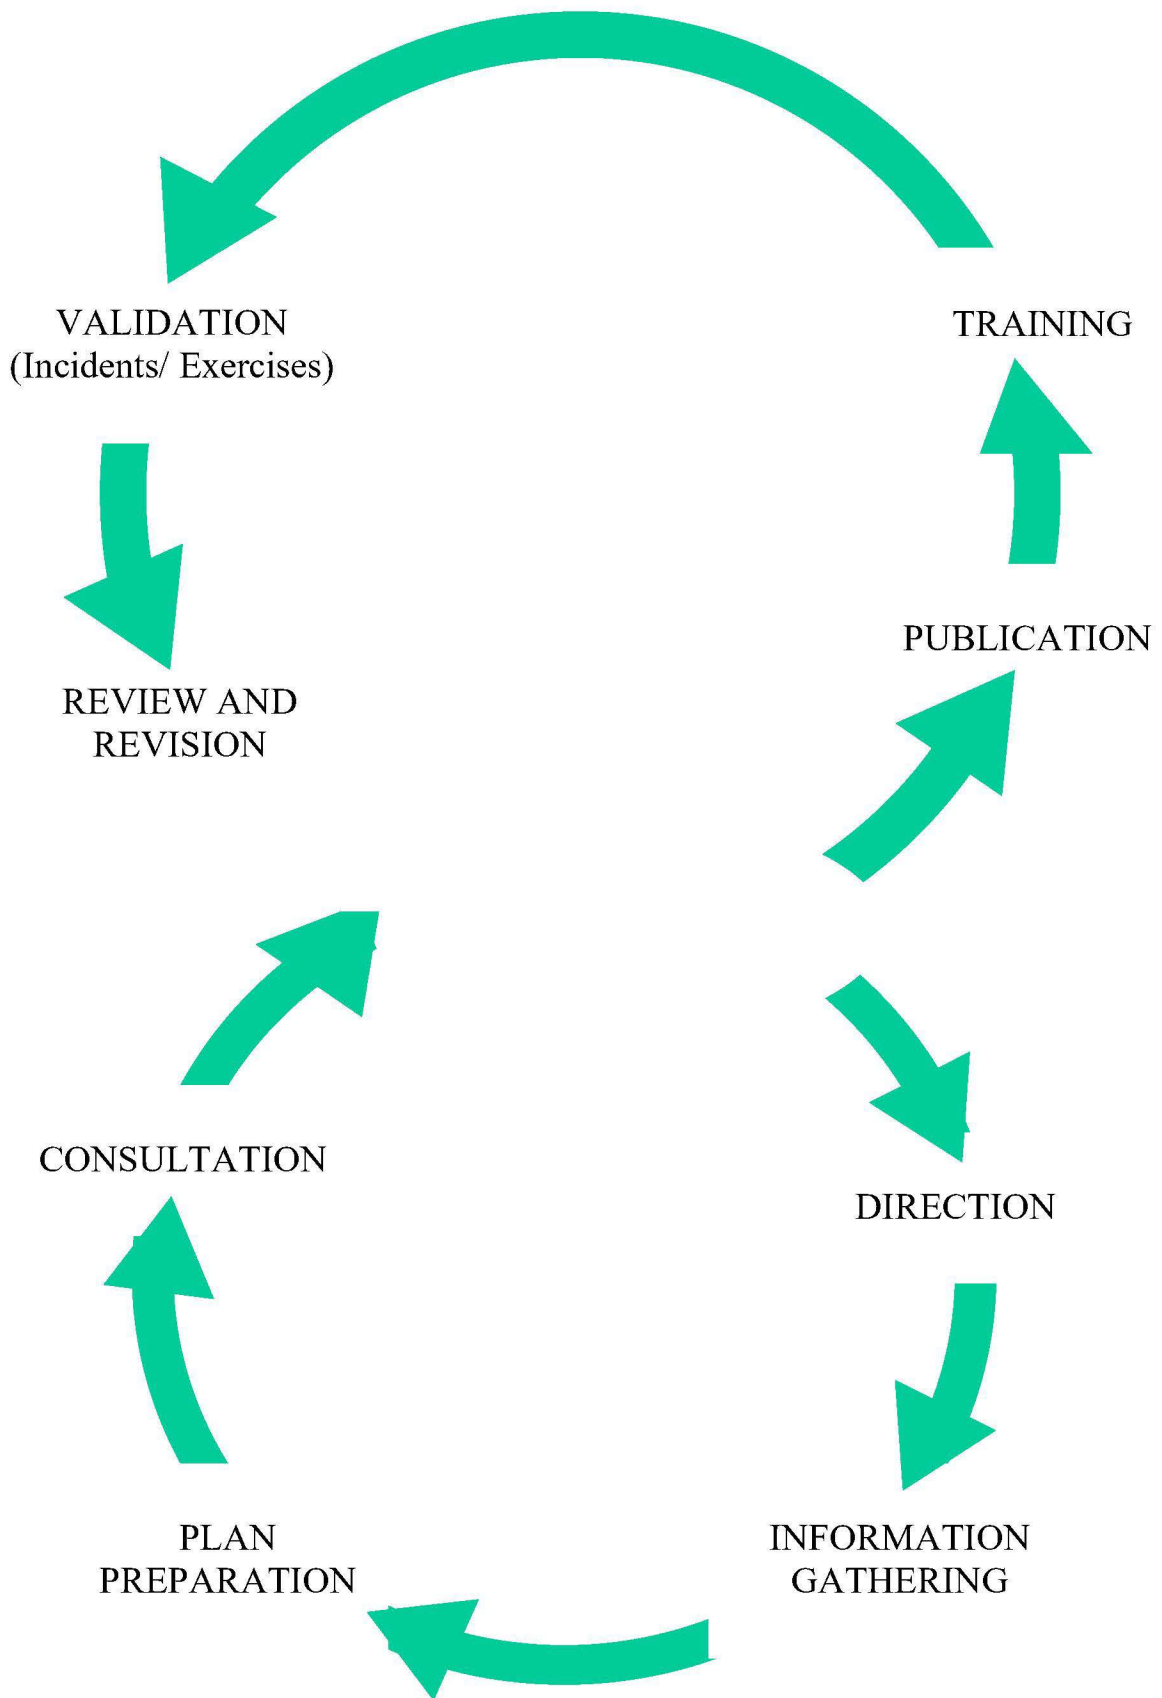 VALIDATION
(Incidents/ Exercises)
TRAINING
PUBLICATION
REVIEW AND
REVISION
CONSULTATION
DIRECTION
PLAN
PREPARATION
INFORMATION
GATHERING